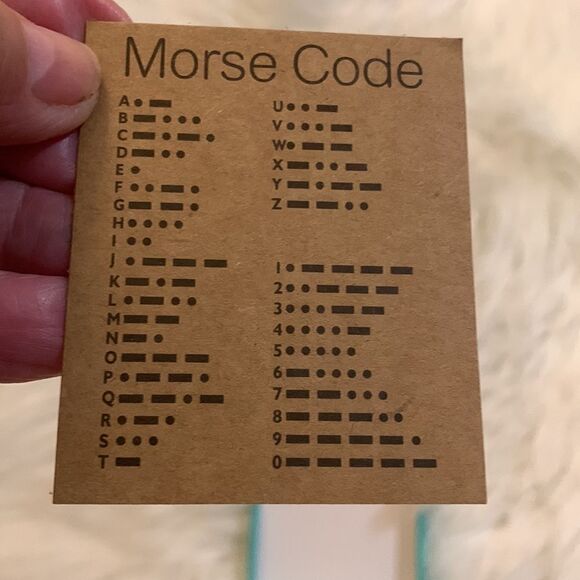 Morse Code
A • —
B — • • •
C — • — •
D — • •
E •
F • • — •
G — — •
H • • • •
I • •
J • — — —
K — • —
L • — • •
M — —
N — •
O — — —
P • — — •
Q — — • —
R • — •
S • • •
T —
U • • —
V • • • —
W • — —
X — • • —
Y — • — —
Z — — • •
1 • — — — —
2 • • — — —
3 • • • — —
4 • • • • —
5 • • • • •
6 — • • • •
7 — — • • •
8 — — — • •
9 — — — — •
0 — — — — —